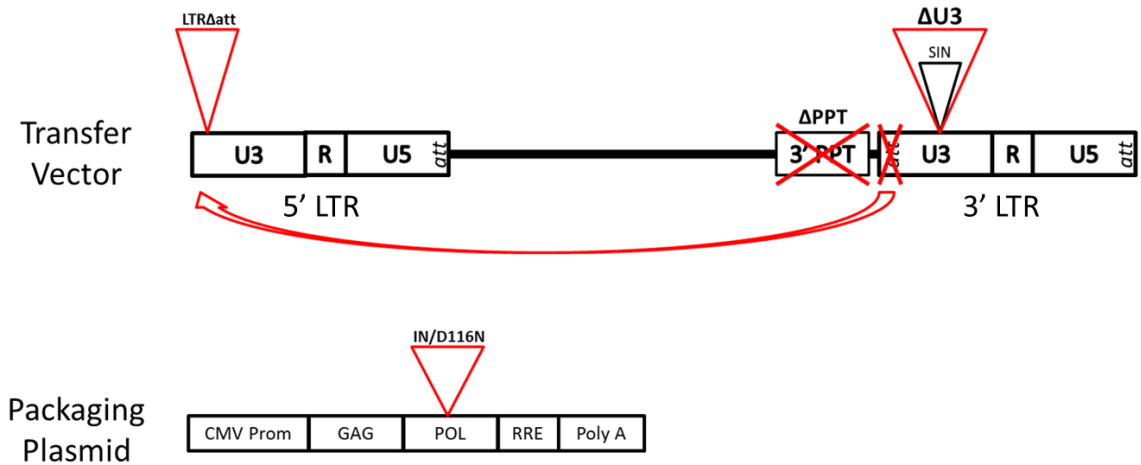 LTRΔatt
ΔU3
SIN
ΔPPT
Transfer
Vector
U3 R U5 att 3' PPT att U3 R U5 att
5' LTR 3' LTR
IN/D116N
Packaging
Plasmid
CMV Prom GAG POL RRE Poly A